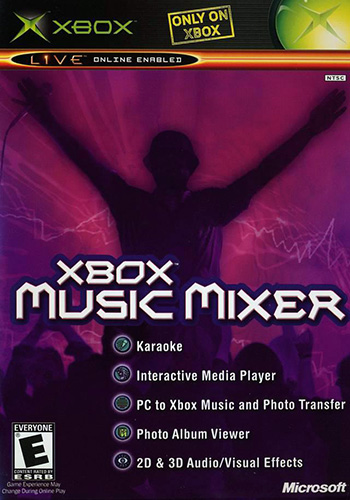 XBOX
ONLY ON
XBOX
LIVE ONLINE ENABLED
NTSC
XBOX™
MUSIC MIXER
Karaoke
Interactive Media Player
PC to Xbox Music and Photo Transfer
Photo Album Viewer
2D & 3D Audio/Visual Effects
EVERYONE
E
CONTENT RATED BY
ESRB
Game Experience May
Change During Online Play
Microsoft